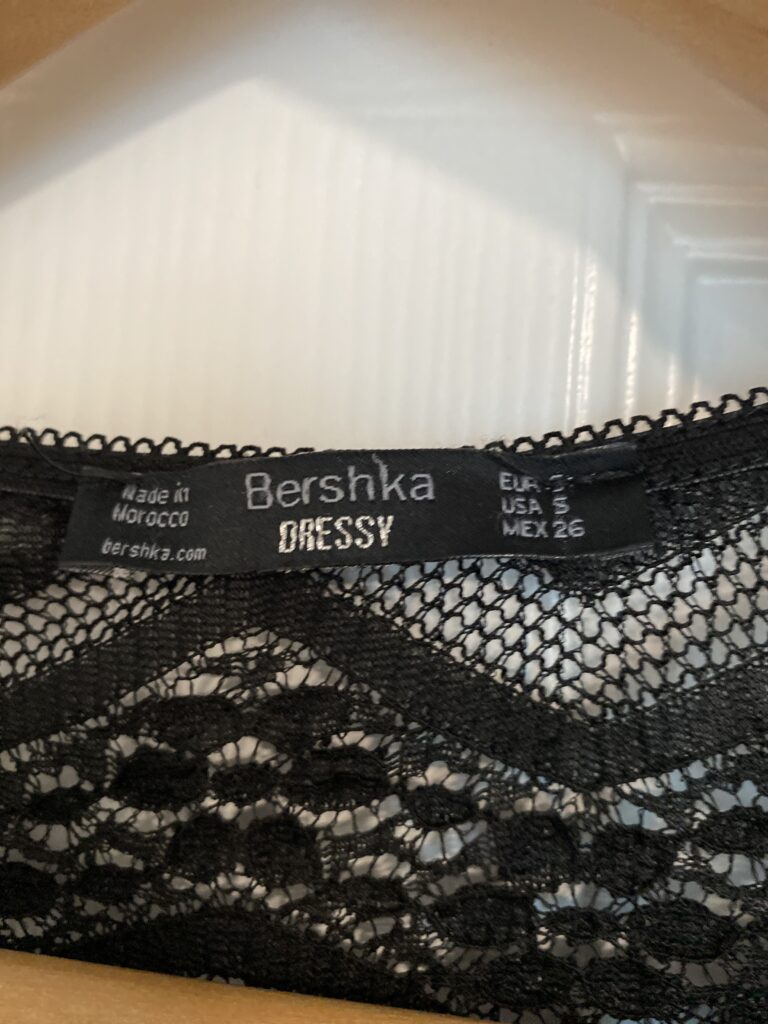 Made in
Morocco
bershka.com
Bershka
DRESSY
EUR
USA S
MEX 26